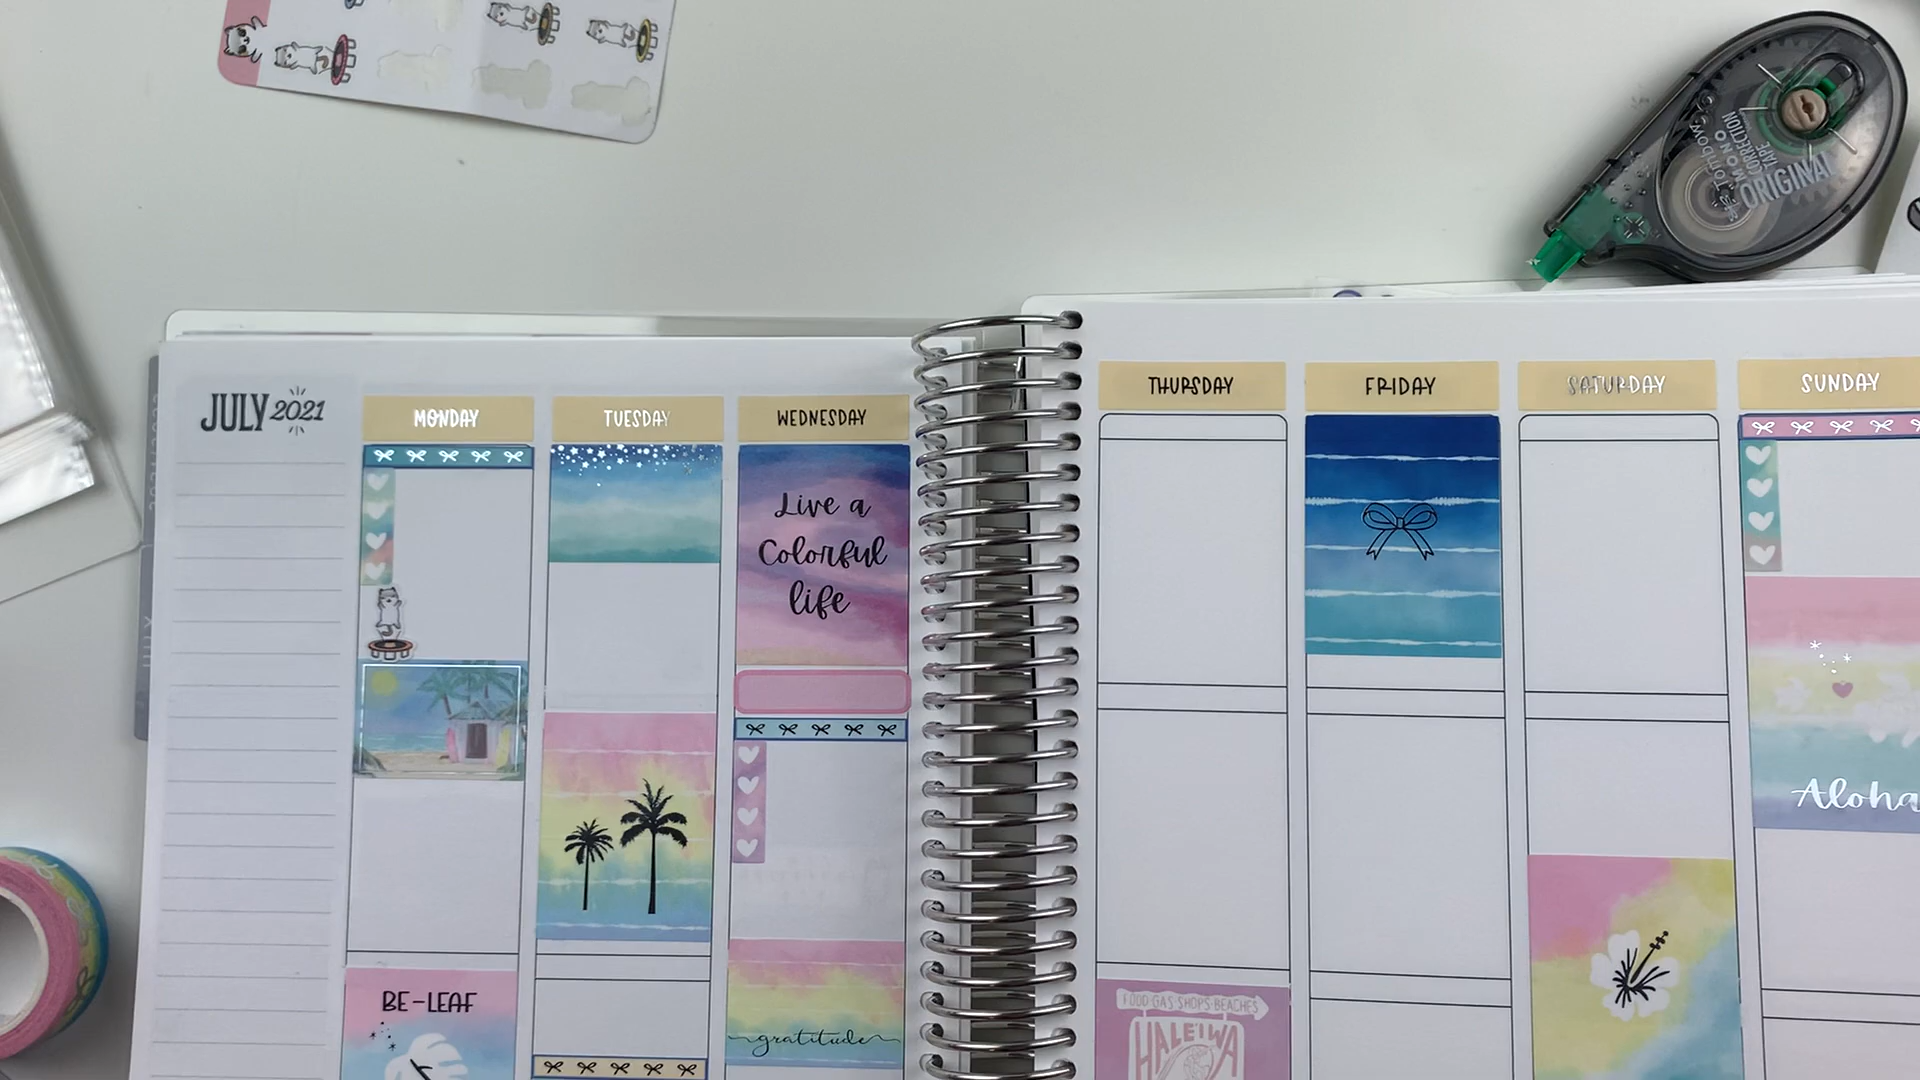 Tombow
MONO
CORRECTION
TAPE
ORIGINAL
JULY 2021
MONDAY
TUESDAY
WEDNESDAY
THURSDAY
FRIDAY
SATURDAY
SUNDAY
Live a
Colorful
life
Aloha
BE-LEAF
gratitude
FOOD GAS SHOPS BEACHES
HALEIWA